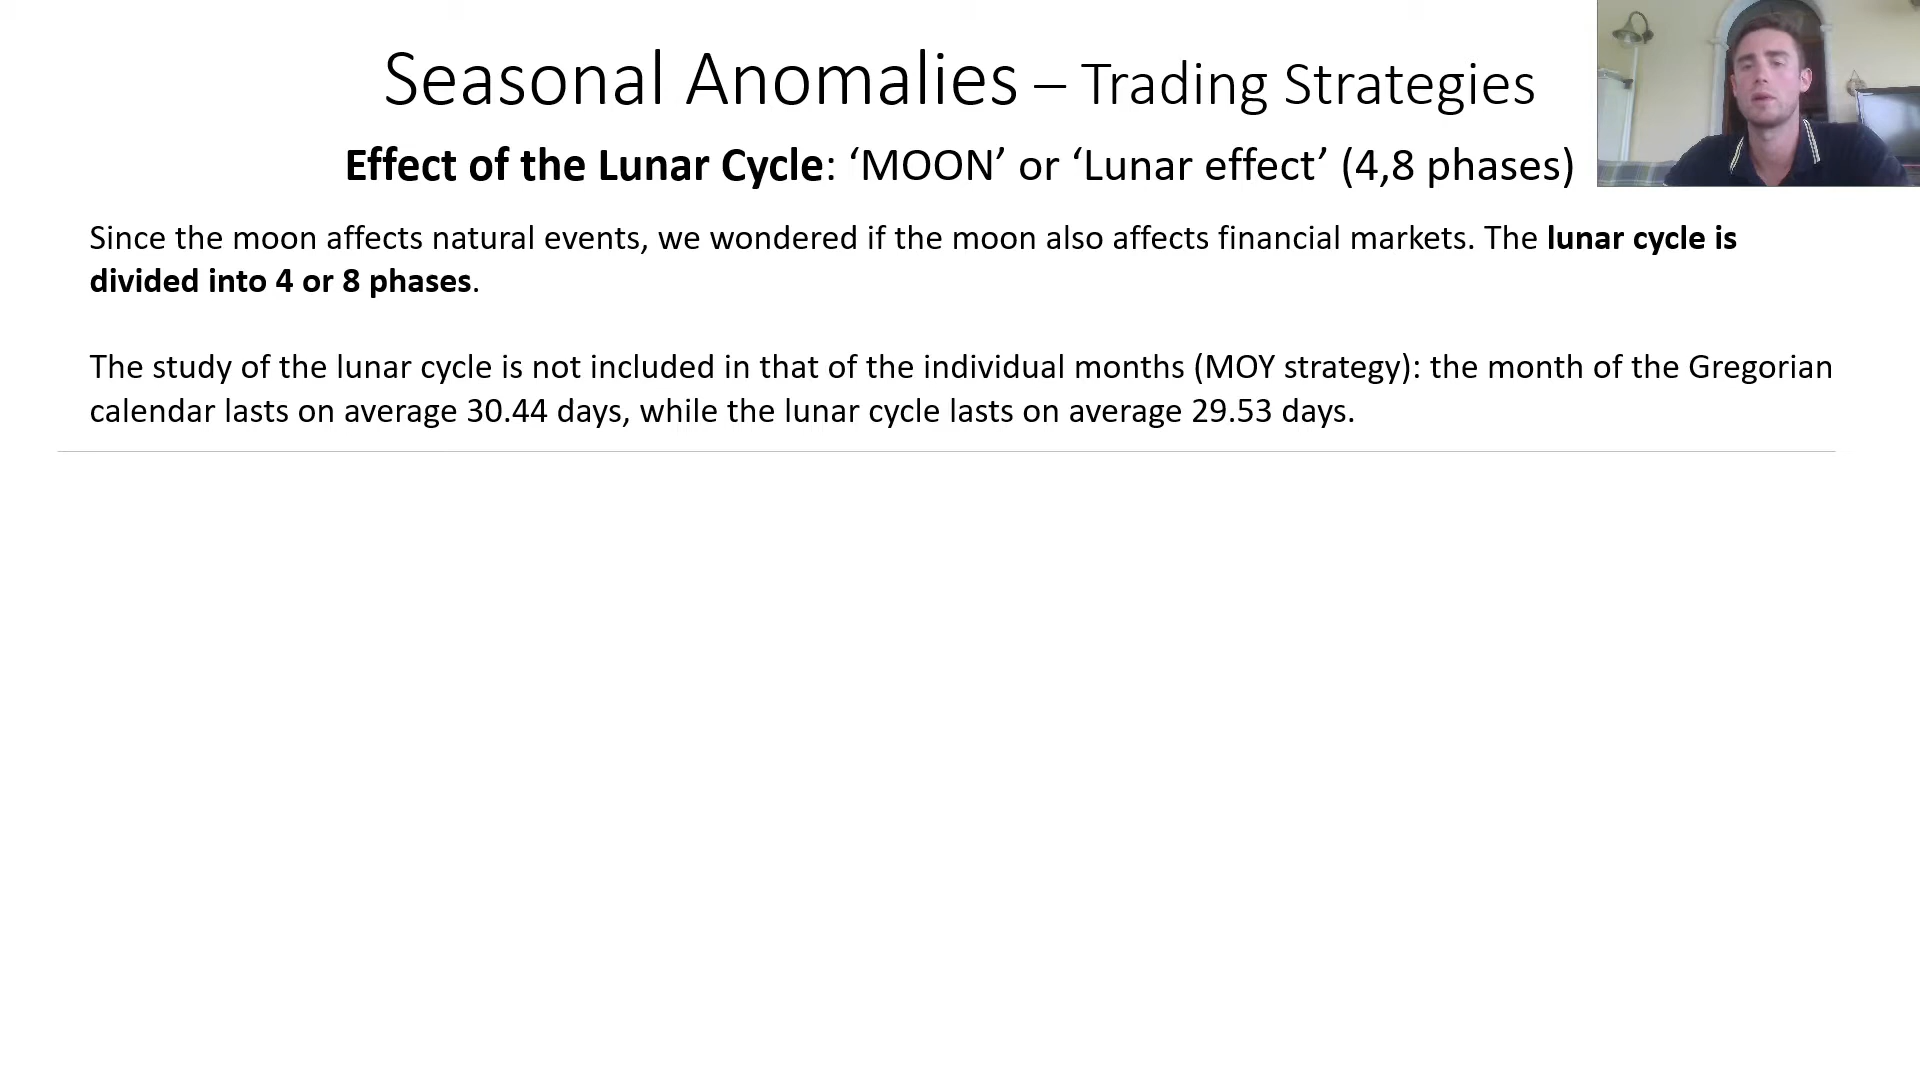 Seasonal Anomalies – Trading Strategies
Effect of the Lunar Cycle: ‘MOON’ or ‘Lunar effect’ (4,8 phases)
Since the moon affects natural events, we wondered if the moon also affects financial markets. The lunar cycle is
divided into 4 or 8 phases.
The study of the lunar cycle is not included in that of the individual months (MOY strategy): the month of the Gregorian
calendar lasts on average 30.44 days, while the lunar cycle lasts on average 29.53 days.